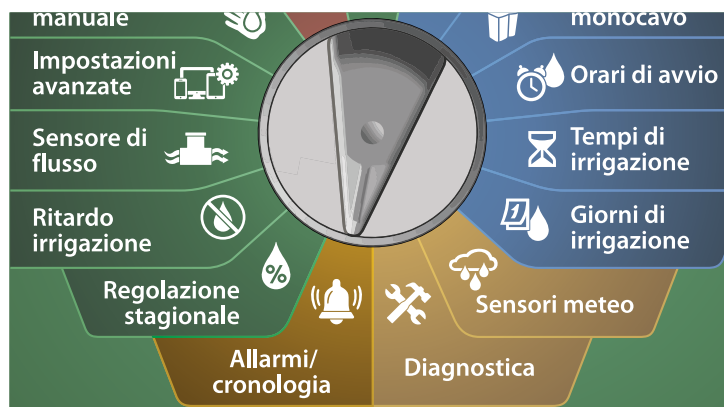 manuale
monocavo
Impostazioni
avanzate
Orari di avvio
Sensore di
flusso
Tempi di
irrigazione
Ritardo
irrigazione
1
Giorni di
irrigazione
%
Regolazione
stagionale
Sensori meteo
Allarmi/
cronologia
Diagnostica